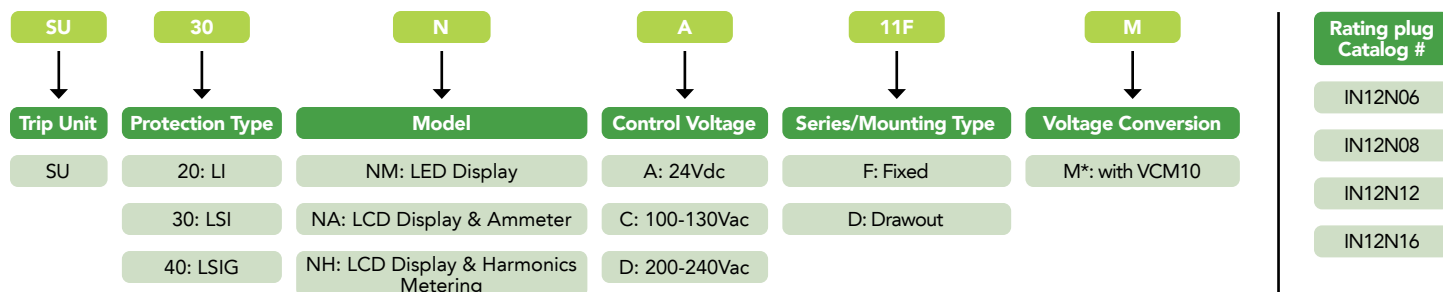 SU 30 N A 11F M
Trip Unit Protection Type Model Control Voltage Series/Mounting Type Voltage Conversion
SU 20: LI NM: LED Display A: 24Vdc F: Fixed M*: with VCM10
30: LSI NA: LCD Display & Ammeter C: 100-130Vac D: Drawout
40: LSIG NH: LCD Display & Harmonics D: 200-240Vac
Metering
Rating plug
Catalog #
IN12N06
IN12N08
IN12N12
IN12N16